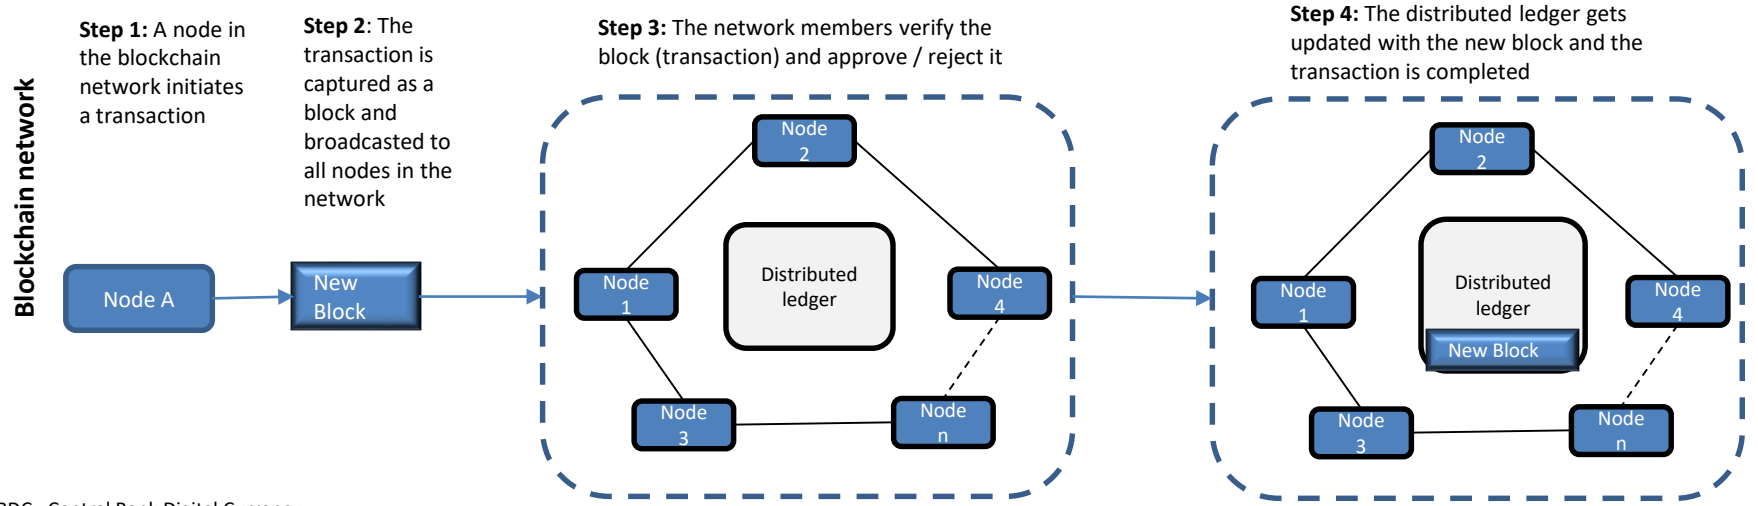 Blockchain network
Step 1: A node in
the blockchain
network initiates
a transaction
Step 2: The
transaction is
captured as a
block and
broadcasted to
all nodes in the
network
Step 3: The network members verify the
block (transaction) and approve / reject it
Step 4: The distributed ledger gets
updated with the new block and the
transaction is completed
Node A
New
Block
Node
2
Node
1
Distributed
ledger
Node
4
Node
3
Node
n
Node
2
Node
1
Distributed
ledger
New Block
Node
4
Node
3
Node
n